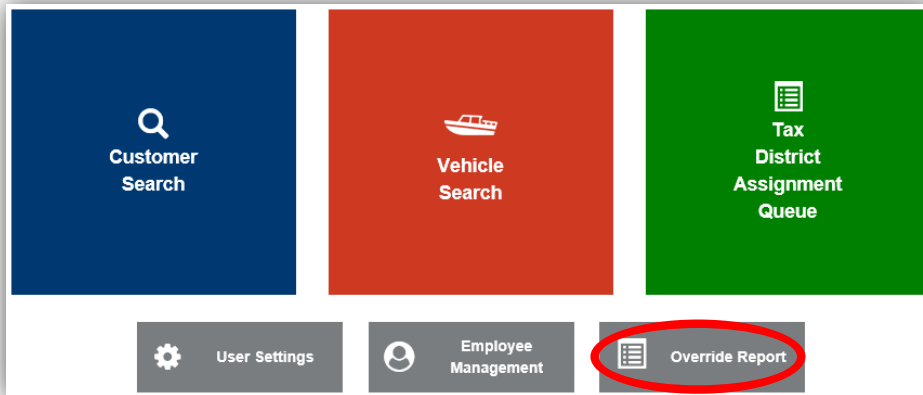 Customer
Search
Vehicle
Search
Tax
District
Assignment
Queue
User Settings
Employee
Management
Override Report